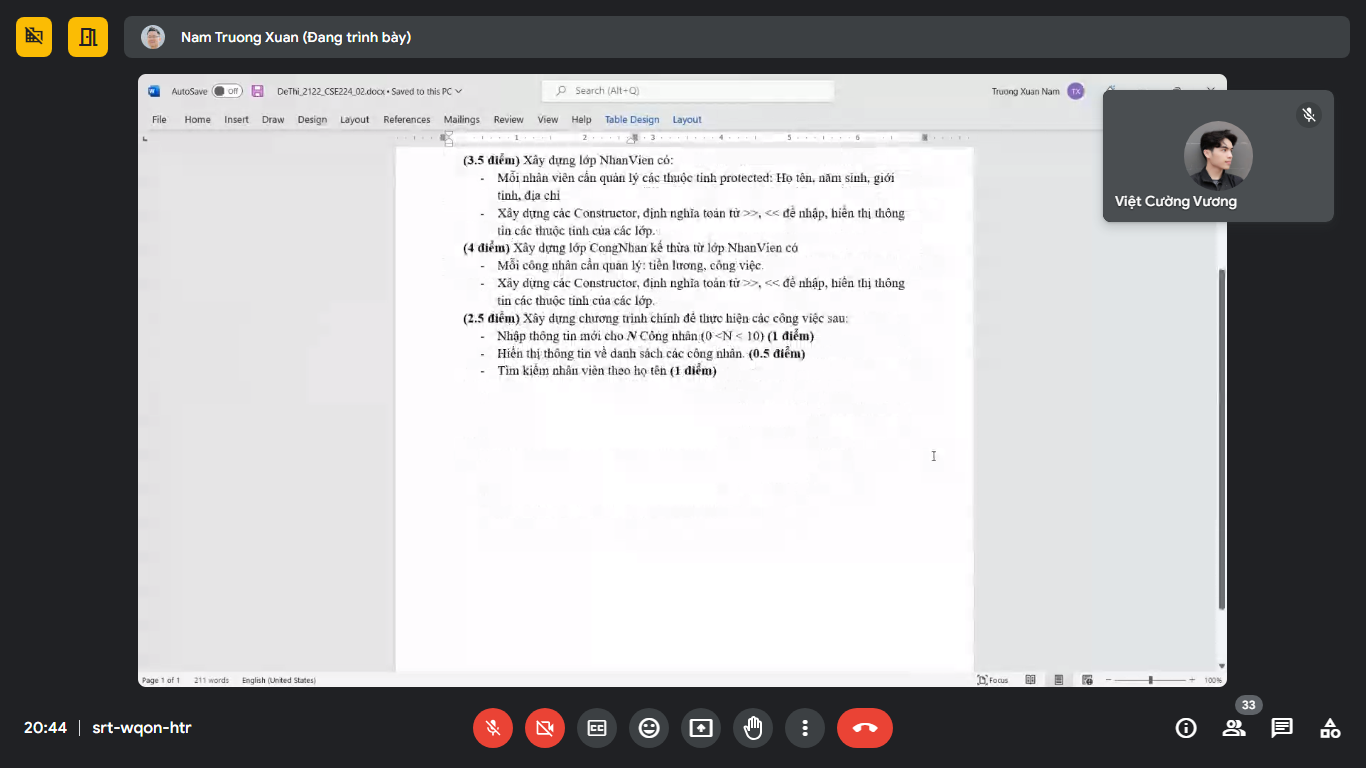 Nam Truong Xuan (Đang trình bày)
AutoSave Off DeThi_2122_CSE224_02.docx • Saved to this PC
Search (Alt+Q)
Truong Xuan Nam TX
File Home Insert Draw Design Layout References Mailings Review View Help Table Design Layout
1 2 3 4 5 6
(3.5 điểm) Xây dựng lớp NhanVien có:
- Mỗi nhân viên cần quản lý các thuộc tính protected: Họ tên, năm sinh, giới
tính, địa chỉ
- Xây dựng các Constructor, định nghĩa toán tử >>, << để nhập, hiển thị thông
tin các thuộc tính của các lớp.
(4 điểm) Xây dựng lớp CongNhan kế thừa từ lớp NhanVien có
- Mỗi công nhân cần quản lý: tiền lương, công việc.
- Xây dựng các Constructor, định nghĩa toán tử >>, << để nhập, hiển thị thông
tin các thuộc tính của các lớp.
(2.5 điểm) Xây dựng chương trình chính để thực hiện các công việc sau:
- Nhập thông tin mới cho N Công nhân (0 <N < 10) (1 điểm)
- Hiển thị thông tin về danh sách các công nhân. (0.5 điểm)
- Tìm kiếm nhân viên theo họ tên (1 điểm)
Việt Cường Vương
Page 1 of 1 211 words English (United States)
Focus 100%
20:44 | srt-wqon-htr
33